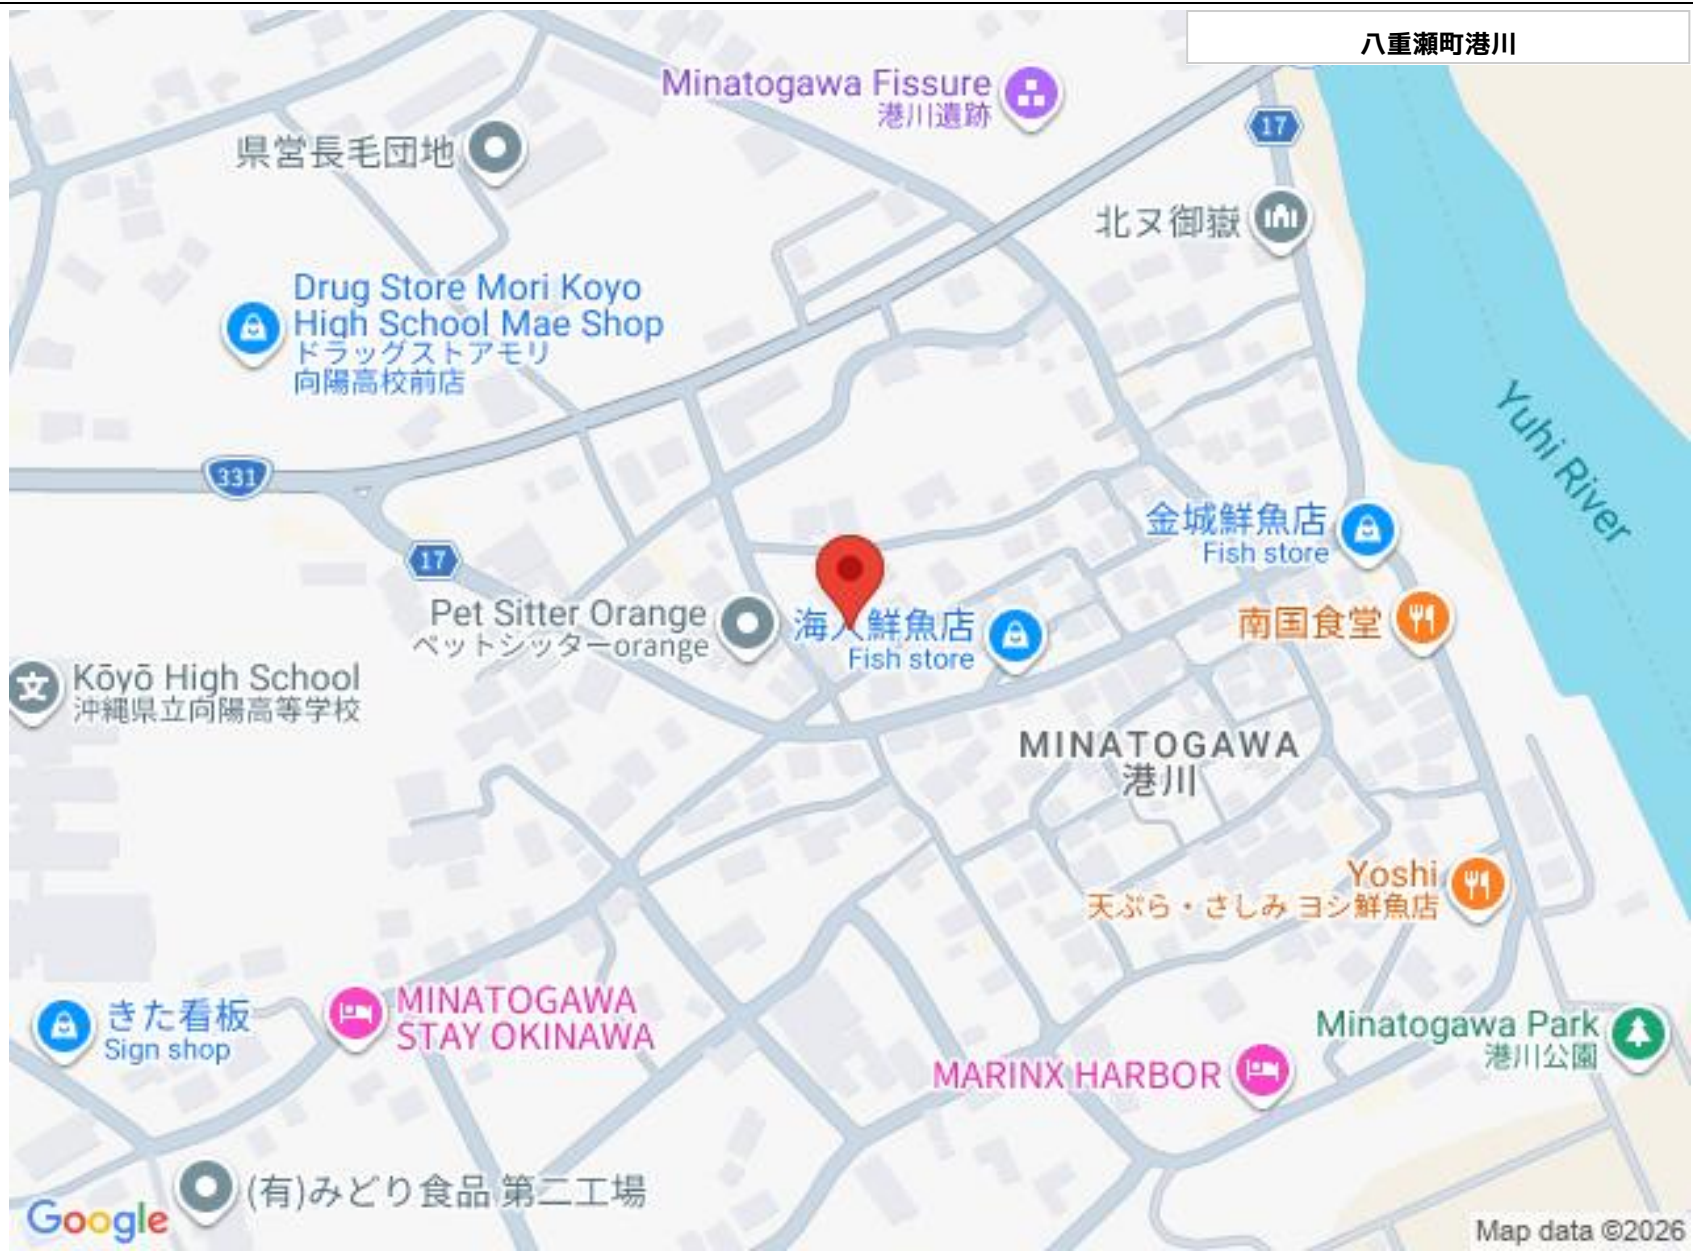 八重瀬町港川
Minatogawa Fissure
港川遺跡
17
県営長毛団地
北ヌ御嶽
Drug Store Mori Koyo
High School Mae Shop
ドラッグストアモリ
向陽高校前店
Yuhi River
331
金城鮮魚店
Fish store
17
Pet Sitter Orange
ペットシッターorange
海人鮮魚店
Fish store
南国食堂
Kōyō High School
沖縄県立向陽高等学校
MINATOGAWA
港川
Yoshi
天ぷら・さしみ ヨシ鮮魚店
MINATOGAWA
STAY OKINAWA
きた看板
Sign shop
Minatogawa Park
港川公園
MARINX HARBOR
(有)みどり食品 第二工場
Google
Map data ©2026